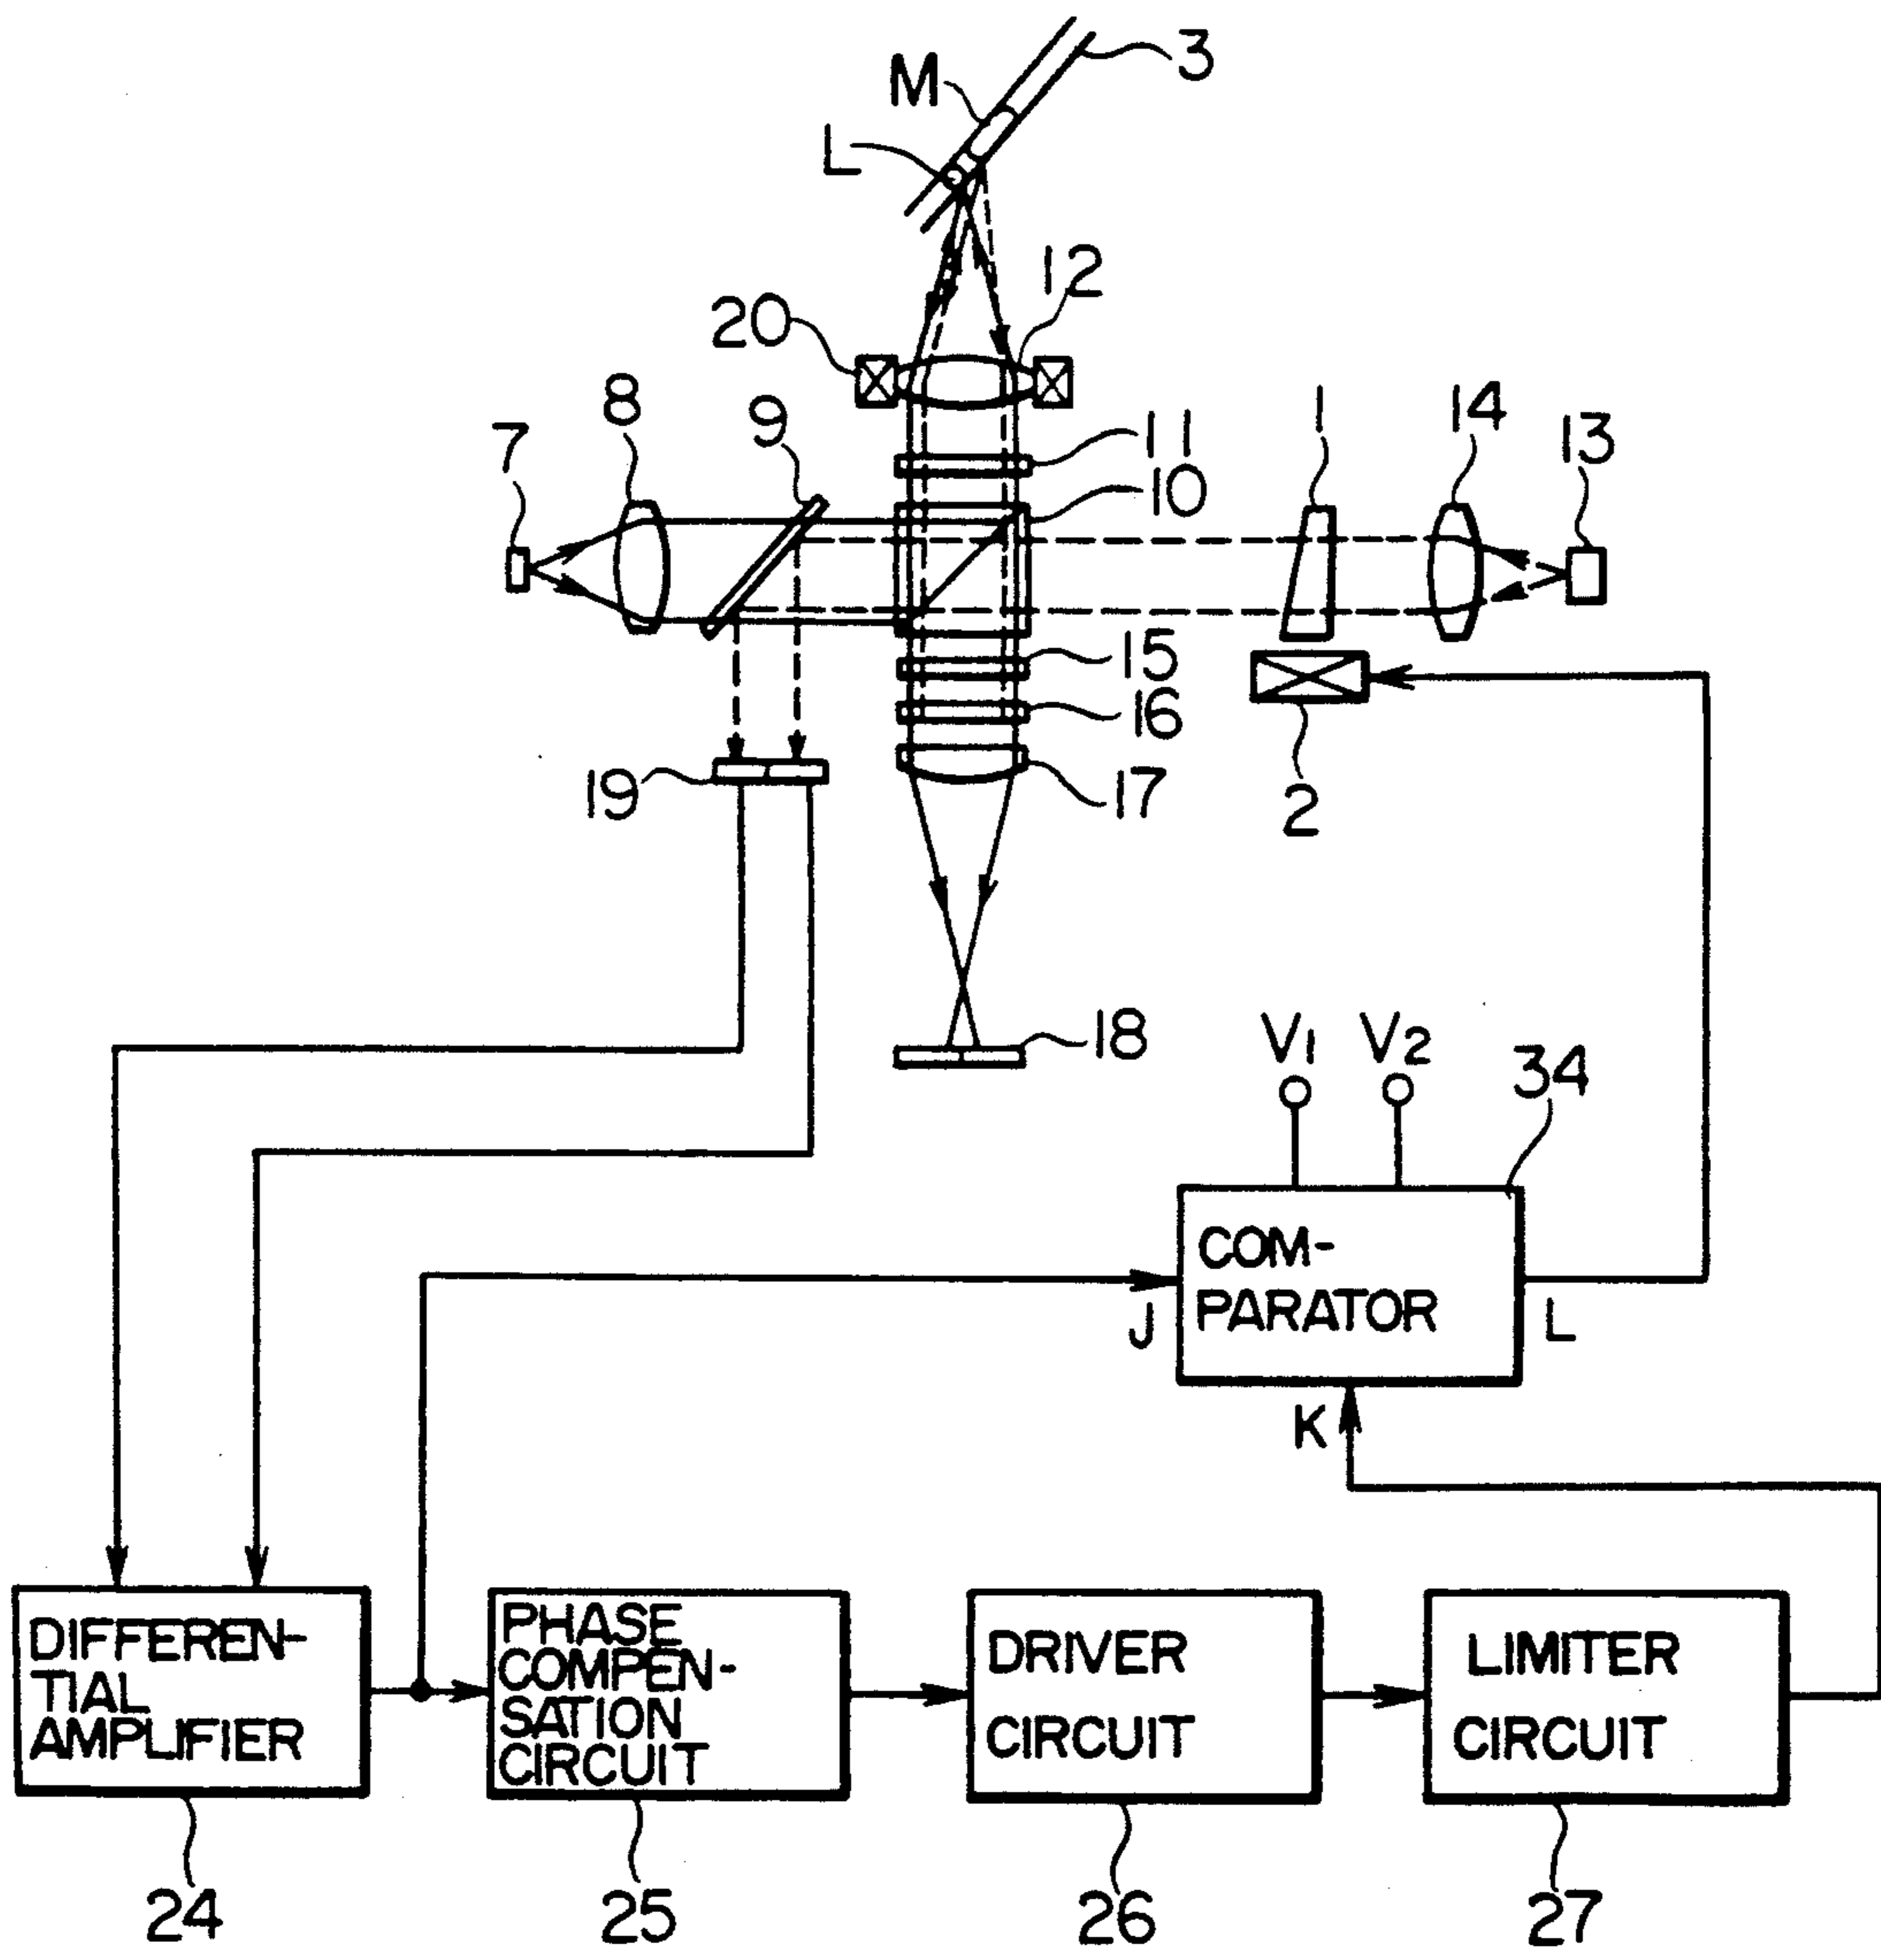 3
M
L
12
20
8
9
11
1
14
7
13
10
15
16
19
17
2
18
V1
V2
34
COM-
PARATOR
J
L
K
DIFFEREN-
TIAL
AMPLIFIER
PHASE
COMPEN-
SATION
CIRCUIT
DRIVER
CIRCUIT
LIMITER
CIRCUIT
24
25
26
27